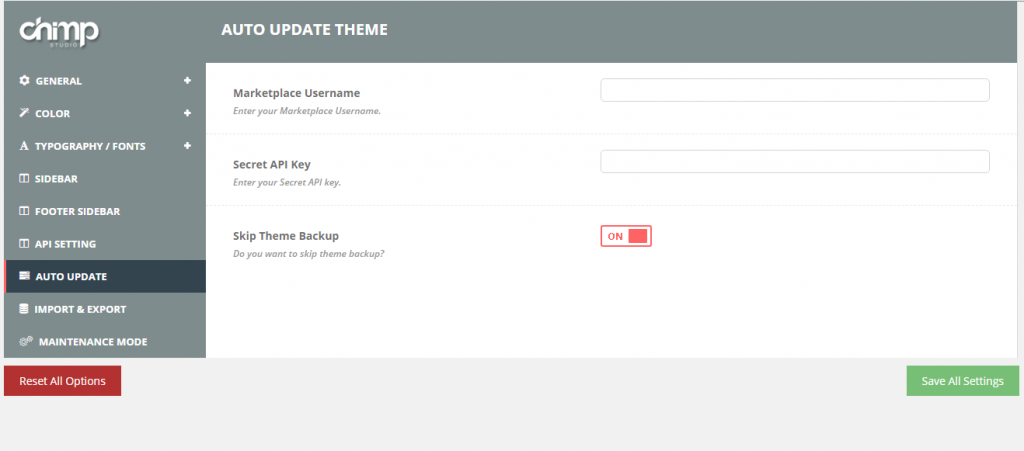 chimp
STUDIO
AUTO UPDATE THEME
GENERAL
COLOR
TYPOGRAPHY / FONTS
SIDEBAR
FOOTER SIDEBAR
API SETTING
AUTO UPDATE
IMPORT & EXPORT
MAINTENANCE MODE
Marketplace Username
Enter your Marketplace Username.
Secret API Key
Enter your Secret API key.
Skip Theme Backup
Do you want to skip theme backup?
ON
Reset All Options
Save All Settings